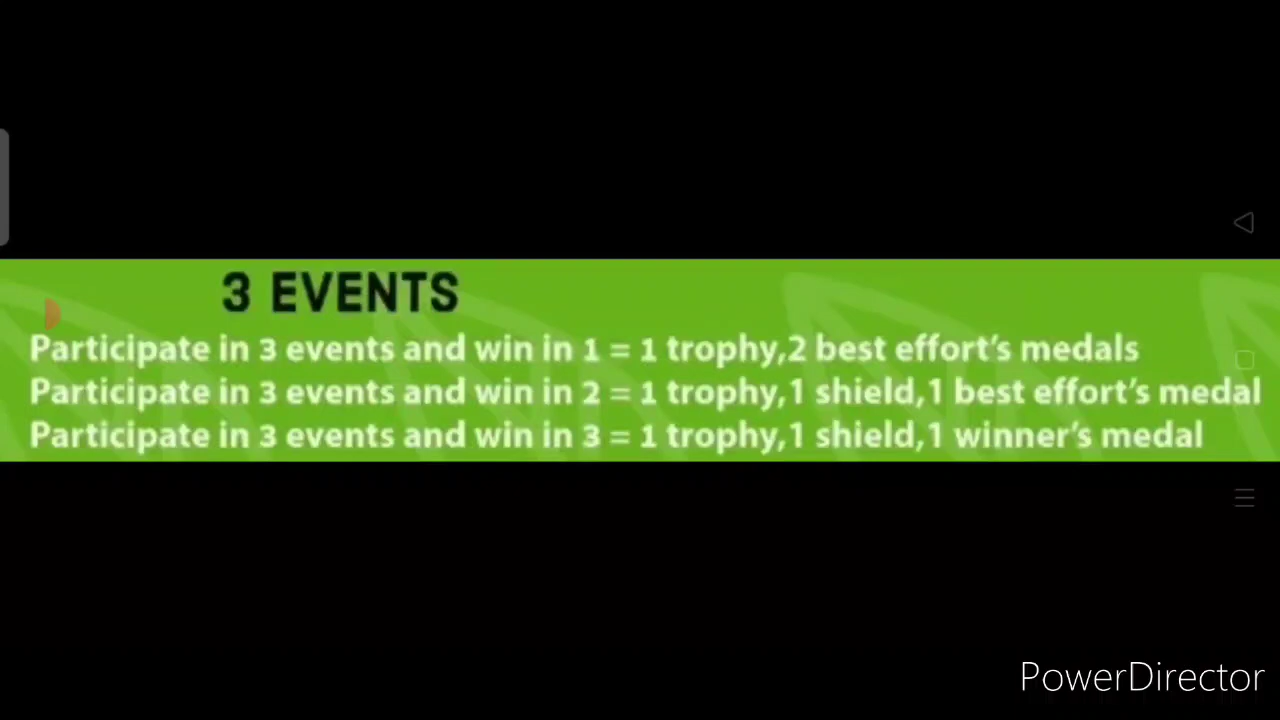 3 EVENTS
Participate in 3 events and win in 1 = 1 trophy,2 best effort's medals
Participate in 3 events and win in 2 = 1 trophy,1 shield,1 best effort's medal
Participate in 3 events and win in 3 = 1 trophy,1 shield,1 winner's medal
PowerDirector